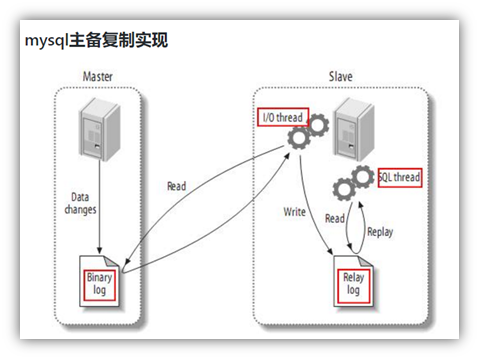 mysql主备复制实现
Master
Slave
I/O thread
SQL thread
Data
changes
Read
Write
Read
Replay
Binary
log
Relay
log